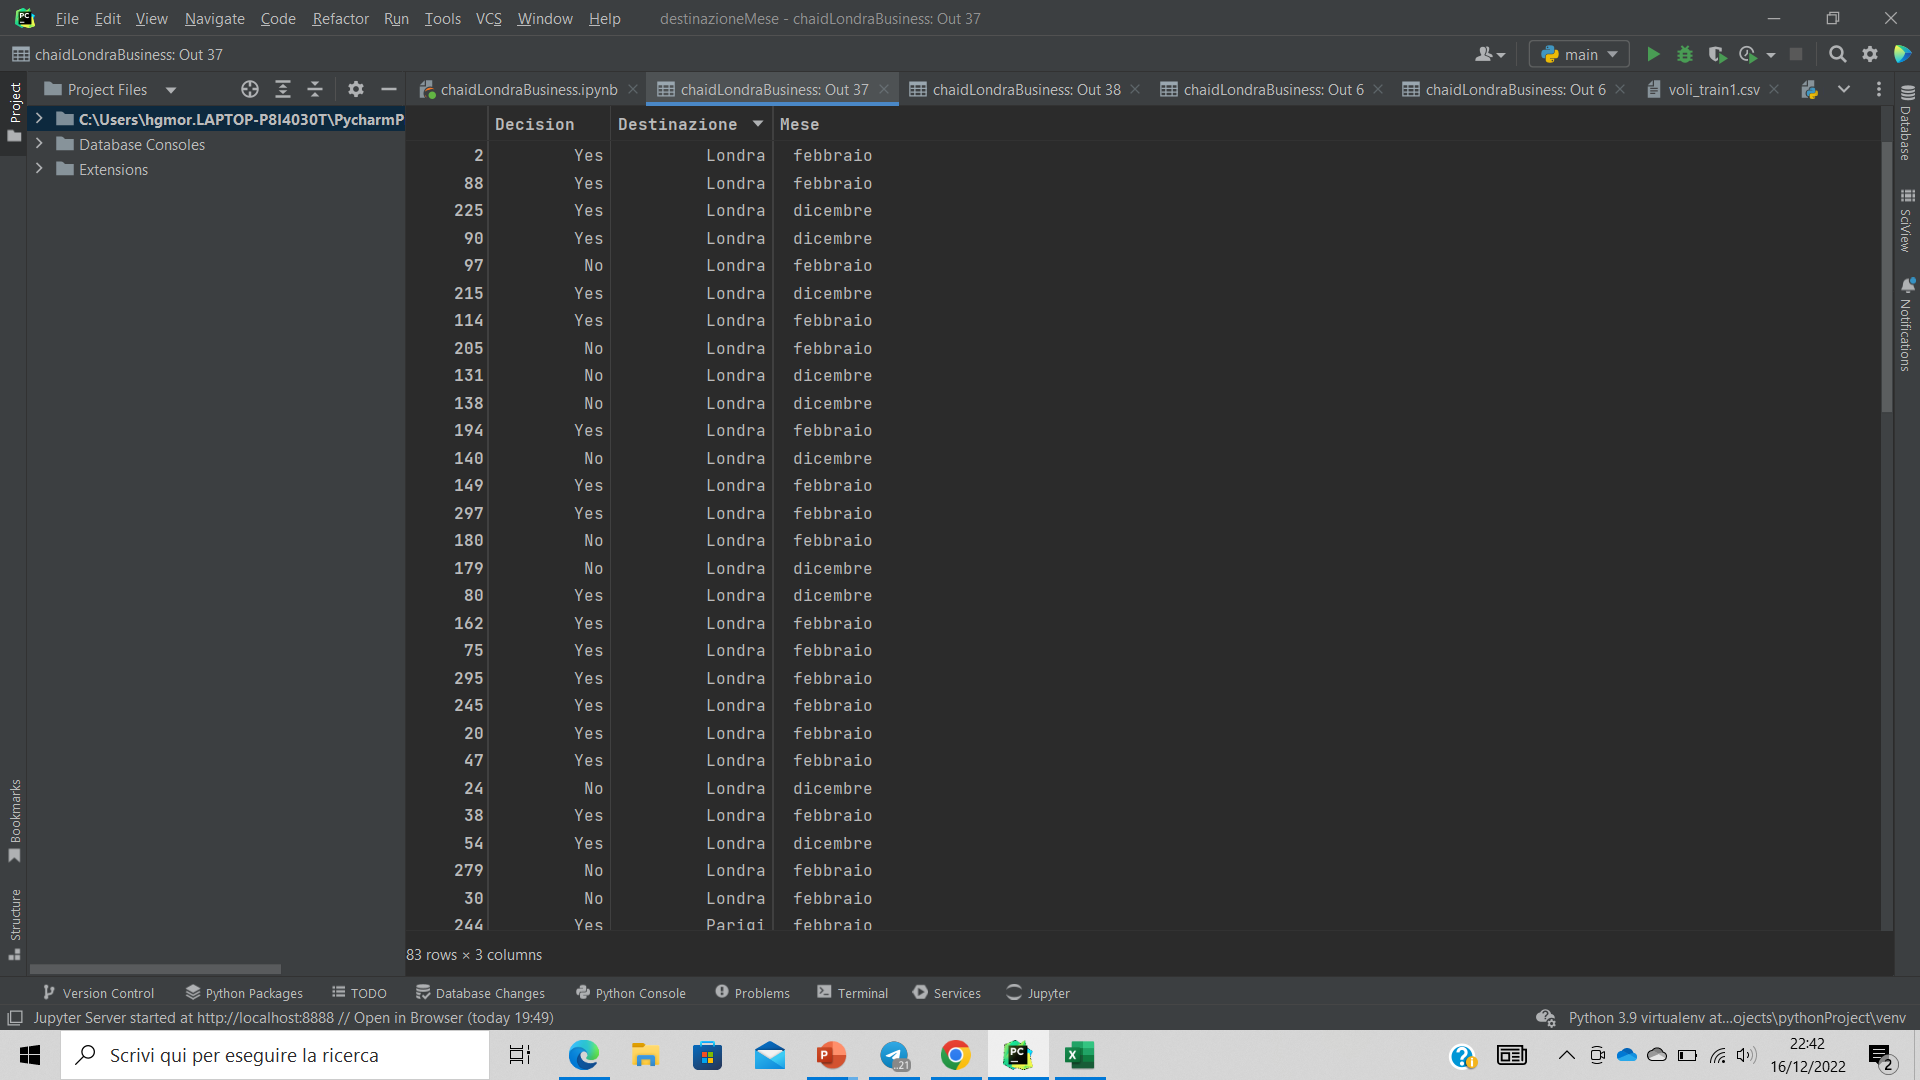 File Edit View Navigate Code Refactor Run Tools VCS Window Help destinazioneMese - chaidLondraBusiness: Out 37
chaidLondraBusiness: Out 37
main
Project Files
chaidLondraBusiness.ipynb
chaidLondraBusiness: Out 37
chaidLondraBusiness: Out 38
chaidLondraBusiness: Out 6
chaidLondraBusiness: Out 6
voli_train1.csv
Project
C:\Users\hgmor.LAPTOP-P8I4030T\PycharmP
Database Consoles
Extensions
Decision Destinazione Mese
2 Yes Londra febbraio
88 Yes Londra febbraio
225 Yes Londra dicembre
90 Yes Londra dicembre
97 No Londra febbraio
215 Yes Londra dicembre
114 Yes Londra febbraio
205 No Londra febbraio
131 No Londra dicembre
138 No Londra dicembre
194 Yes Londra febbraio
140 No Londra dicembre
149 Yes Londra febbraio
297 Yes Londra febbraio
180 No Londra febbraio
179 No Londra dicembre
80 Yes Londra dicembre
162 Yes Londra febbraio
75 Yes Londra febbraio
295 Yes Londra febbraio
245 Yes Londra febbraio
20 Yes Londra febbraio
47 Yes Londra febbraio
24 No Londra dicembre
38 Yes Londra febbraio
54 Yes Londra dicembre
279 No Londra febbraio
30 No Londra febbraio
244 Yes Parigi febbraio
83 rows × 3 columns
Database
SciView
Notifications
Bookmarks
Structure
Version Control Python Packages TODO Database Changes Python Console Problems Terminal Services Jupyter
Jupyter Server started at http://localhost:8888 // Open in Browser (today 19:49)
Python 3.9 virtualenv at...ojects\pythonProject\venv
Scrivi qui per eseguire la ricerca
PC
..21
22:42
16/12/2022
2